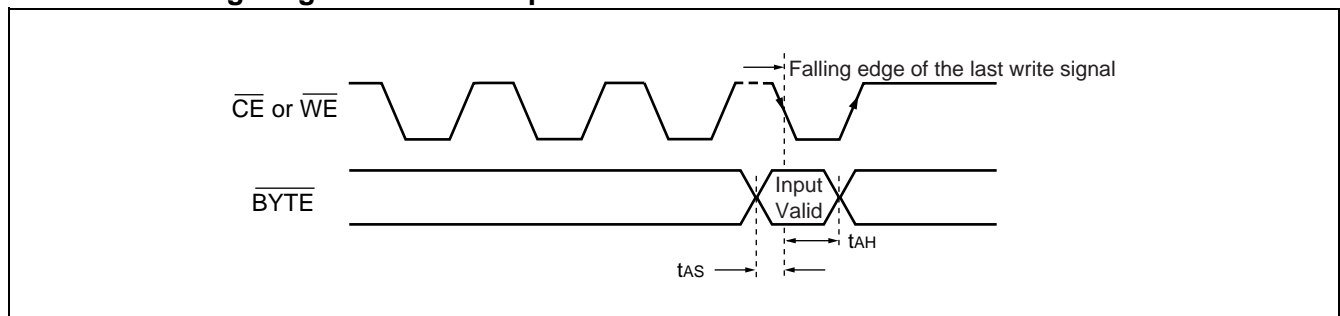 Falling edge of the last write signal
CE or WE
BYTE
Input
Valid
tAH
tAS